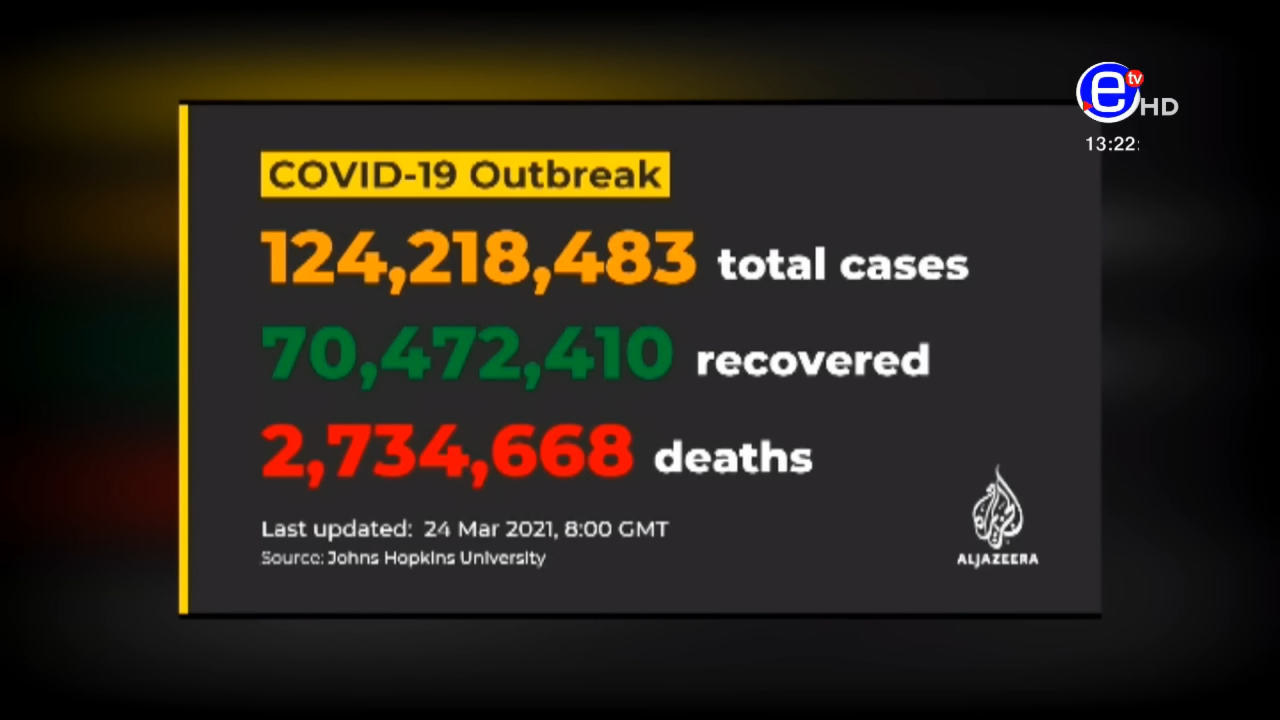 e tv HD
13:22:
COVID-19 Outbreak
124,218,483 total cases
70,472,410 recovered
2,734,668 deaths
Last updated: 24 Mar 2021, 8:00 GMT
Source: Johns Hopkins University
ALJAZEERA